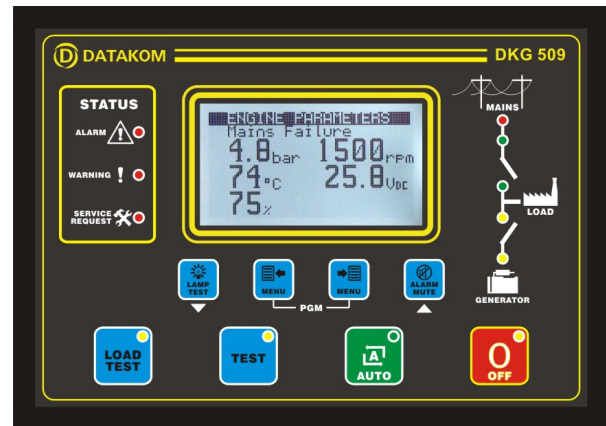 DATAKOM
DKG 509
STATUS
ALARM
WARNING !
SERVICE REQUEST
ENGINE PARAMETERS
Mains Failure
4.8bar 1500rpm
74°C 25.8VDC
75%
MAINS
LOAD
GENERATOR
LAMP TEST
MENU
MENU
ALARM MUTE
PGM
LOAD TEST
TEST
A
AUTO
O
OFF